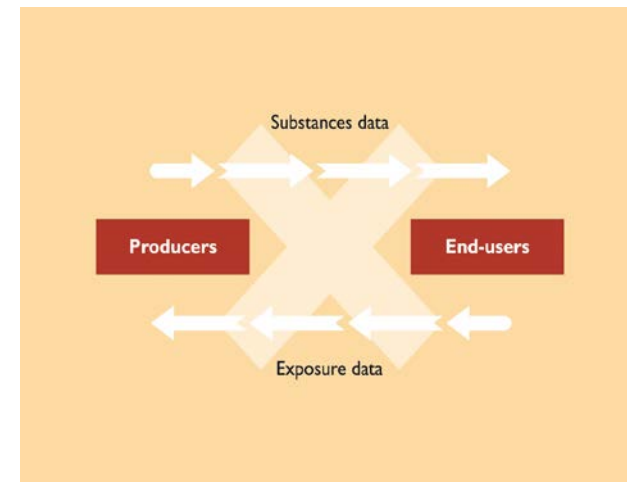 Substances data
Producers
End-users
Exposure data